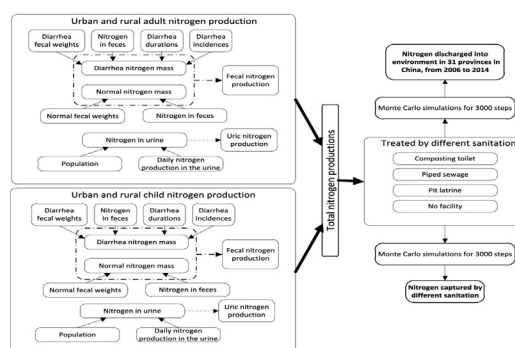 Urban and rural adult nitrogen production
Diarrhea
fecal weights
Nitrogen
in feces
Diarrhea
durations
Diarrhea
incidences
Diarrhea nitrogen mass
Normal nitrogen mass
Fecal nitrogen
production
Normal fecal weights
Nitrogen in feces
Nitrogen in urine
Uric nitrogen
production
Population
Daily nitrogen
production in the urine
Urban and rural child nitrogen production
Diarrhea
fecal weights
Nitrogen
in feces
Diarrhea
durations
Diarrhea
incidences
Diarrhea nitrogen mass
Normal nitrogen mass
Fecal nitrogen
production
Normal fecal weights
Nitrogen in feces
Nitrogen in urine
Uric nitrogen
production
Population
Daily nitrogen
production in the urine
Total nitrogen productions
Nitrogen discharged into
environment in 31 provinces in
China, from 2006 to 2014
Monte Carlo simulations for 3000 steps
Treated by different sanitation
Composting toilet
Piped sewage
Pit latrine
No facility
Monte Carlo simulations for 3000 steps
Nitrogen captured by
different sanitation